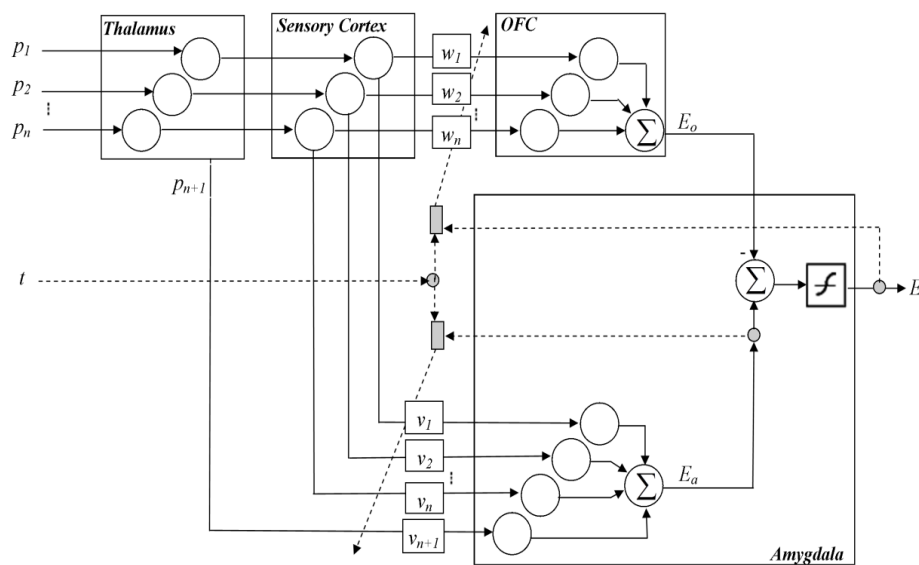 Thalamus
Sensory Cortex
OFC
p1
p2
pn
w1
w2
wn
Σ
Eo
pn+1
t
-
Σ
E
v1
v2
vn
vn+1
Σ
Ea
Amygdala